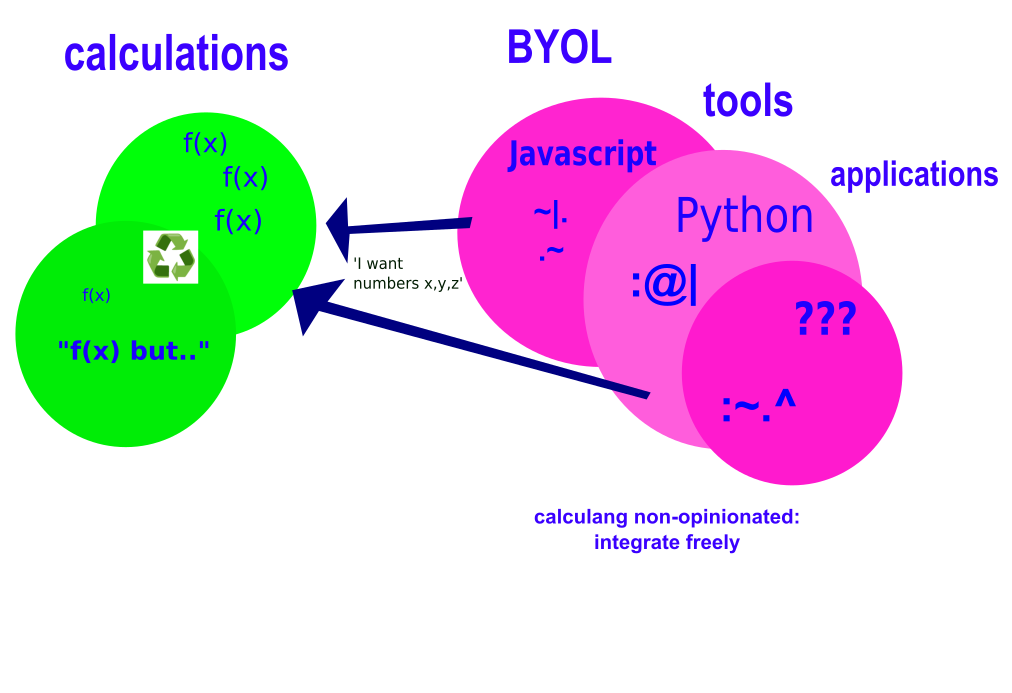 calculations
BYOL
tools
applications
f(x)
f(x)
f(x)
f(x)
"f(x) but.."
'I want
numbers x,y,z'
Javascript
~|.
.~
Python
:@|
???
:~.^
calculang non-opinionated:
integrate freely